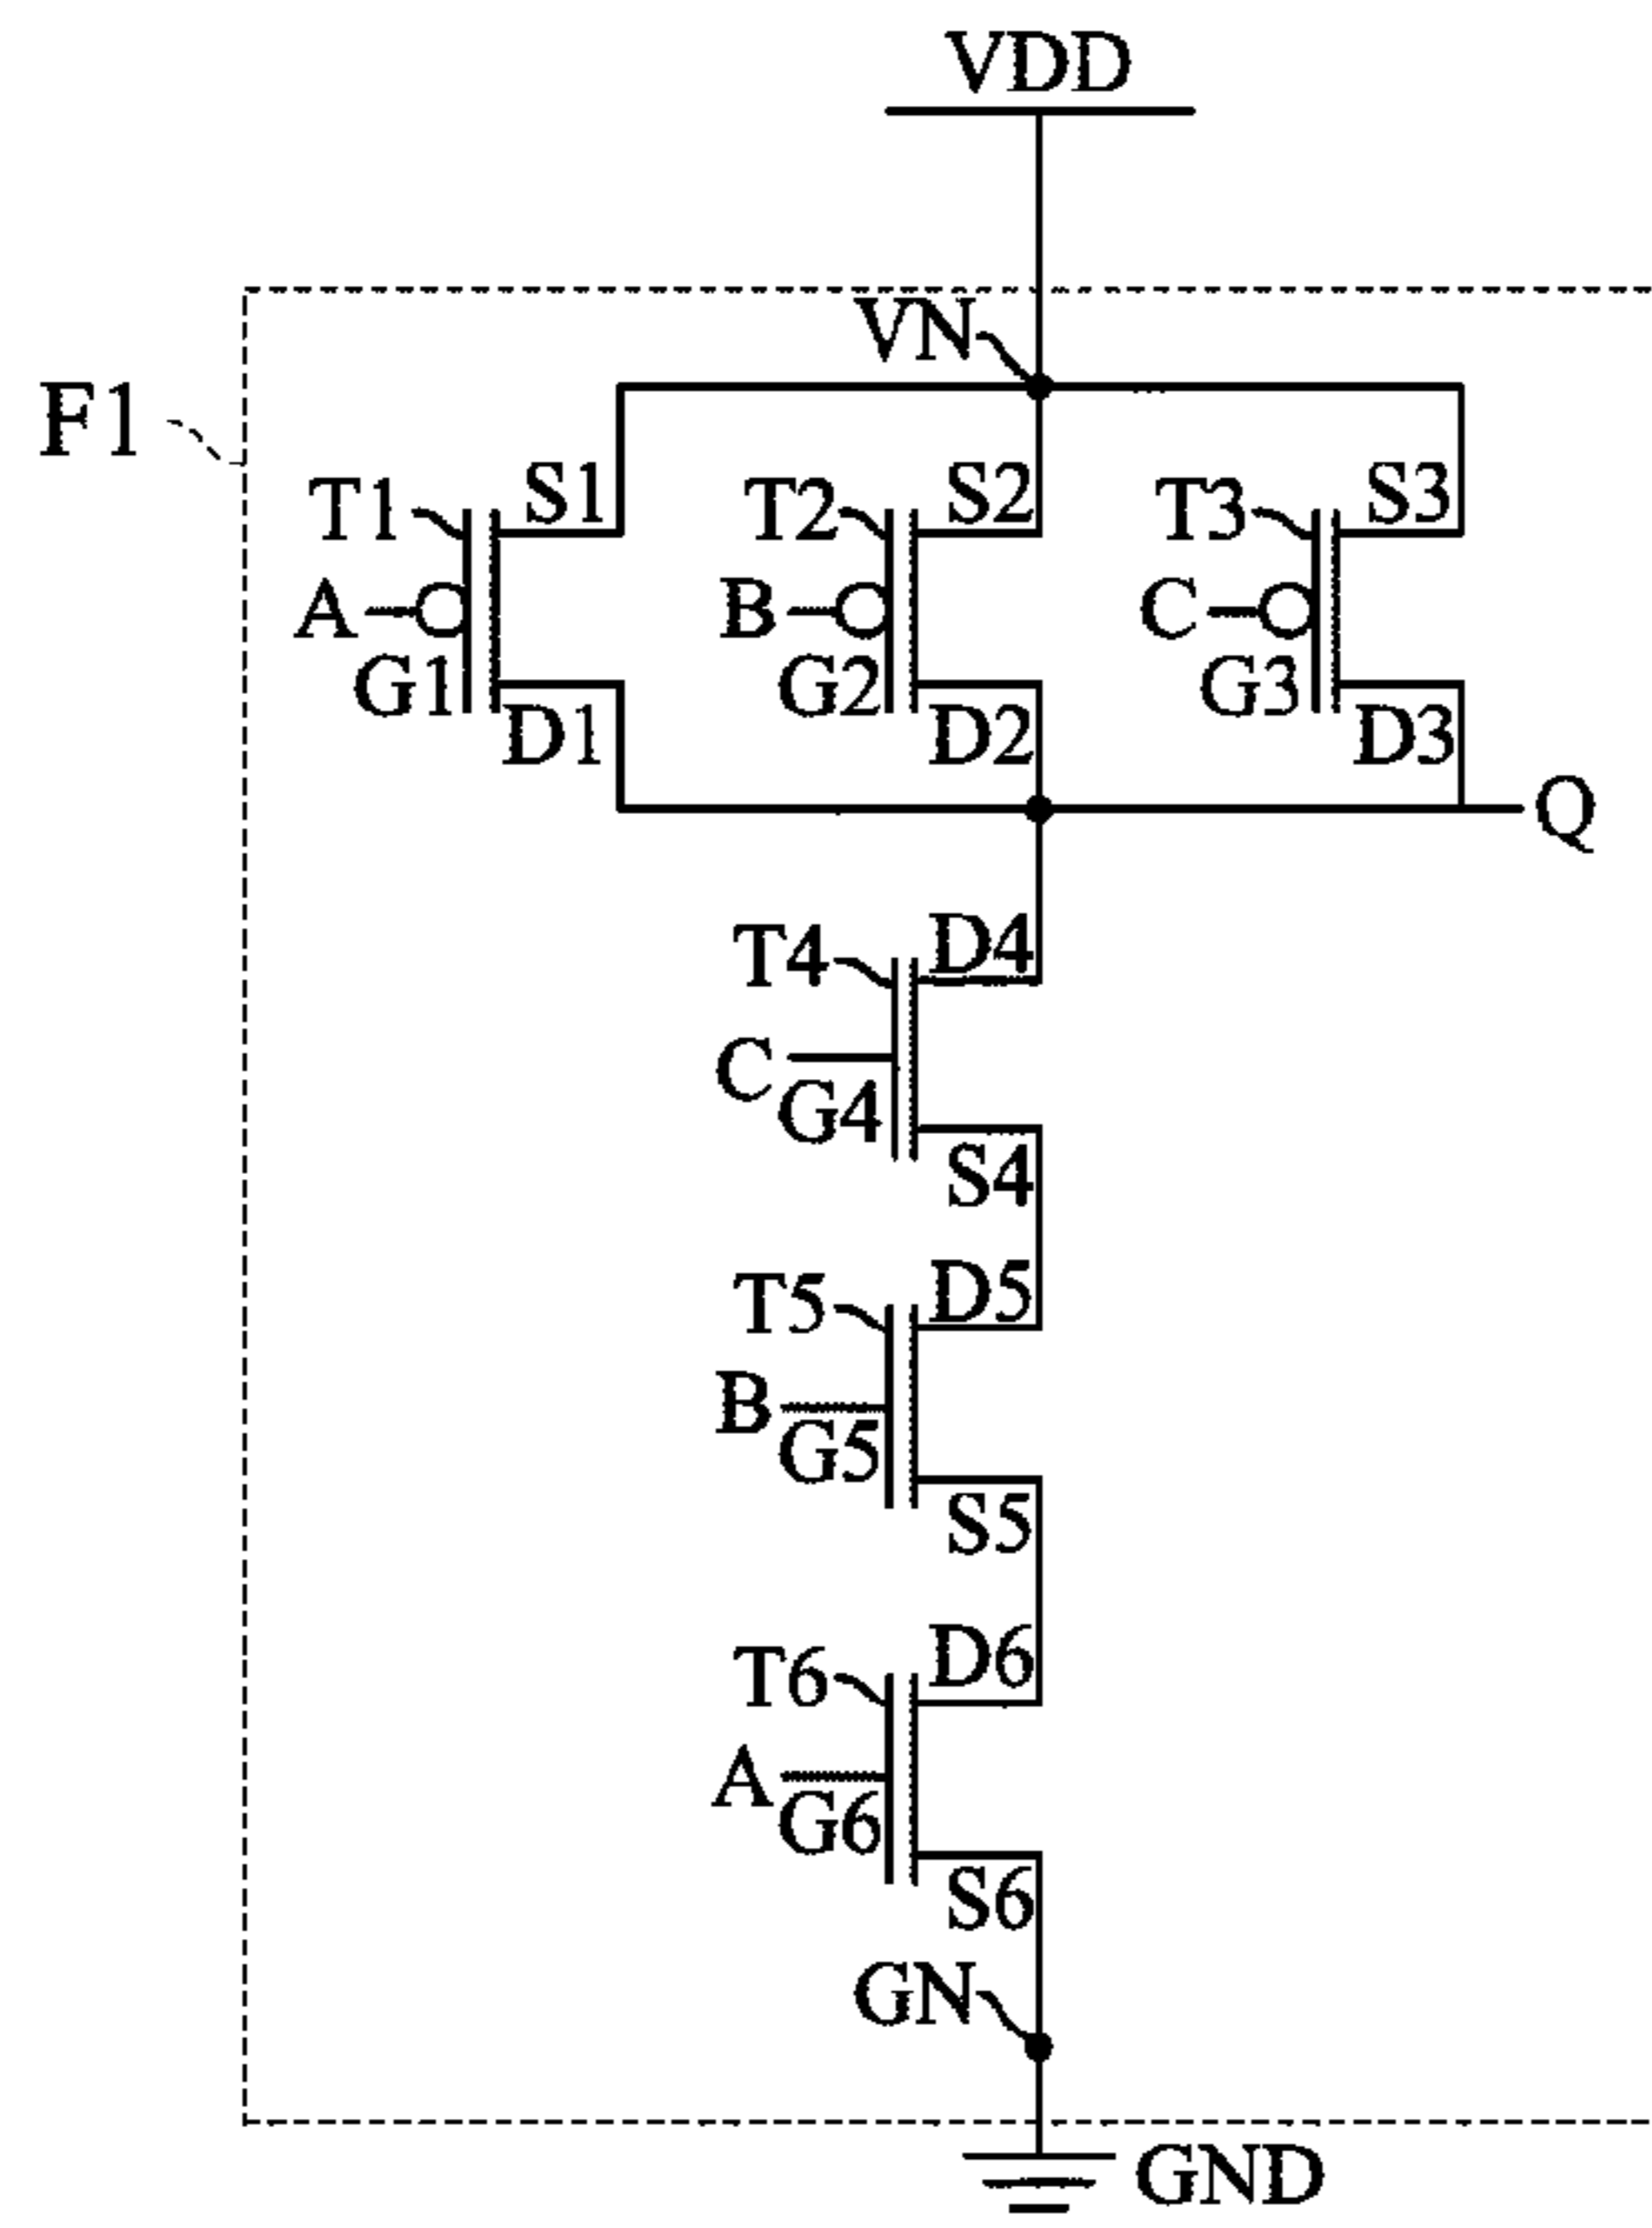 VDD
VN
F1
T1 S1 T2 S2 T3 S3
A B C
G1 G2 G3
D1 D2 D3
Q
D4
T4
C
G4
S4
D5
T5
B
G5
S5
D6
T6
A
G6
S6
GN
GND